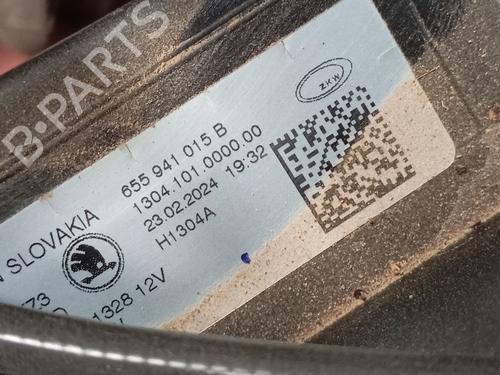 B-PARTS
ZKW
655 941 015 B
1304.101.0000.00
23.02.2024 19:32
H1304A
SLOVAKIA
1328 12V